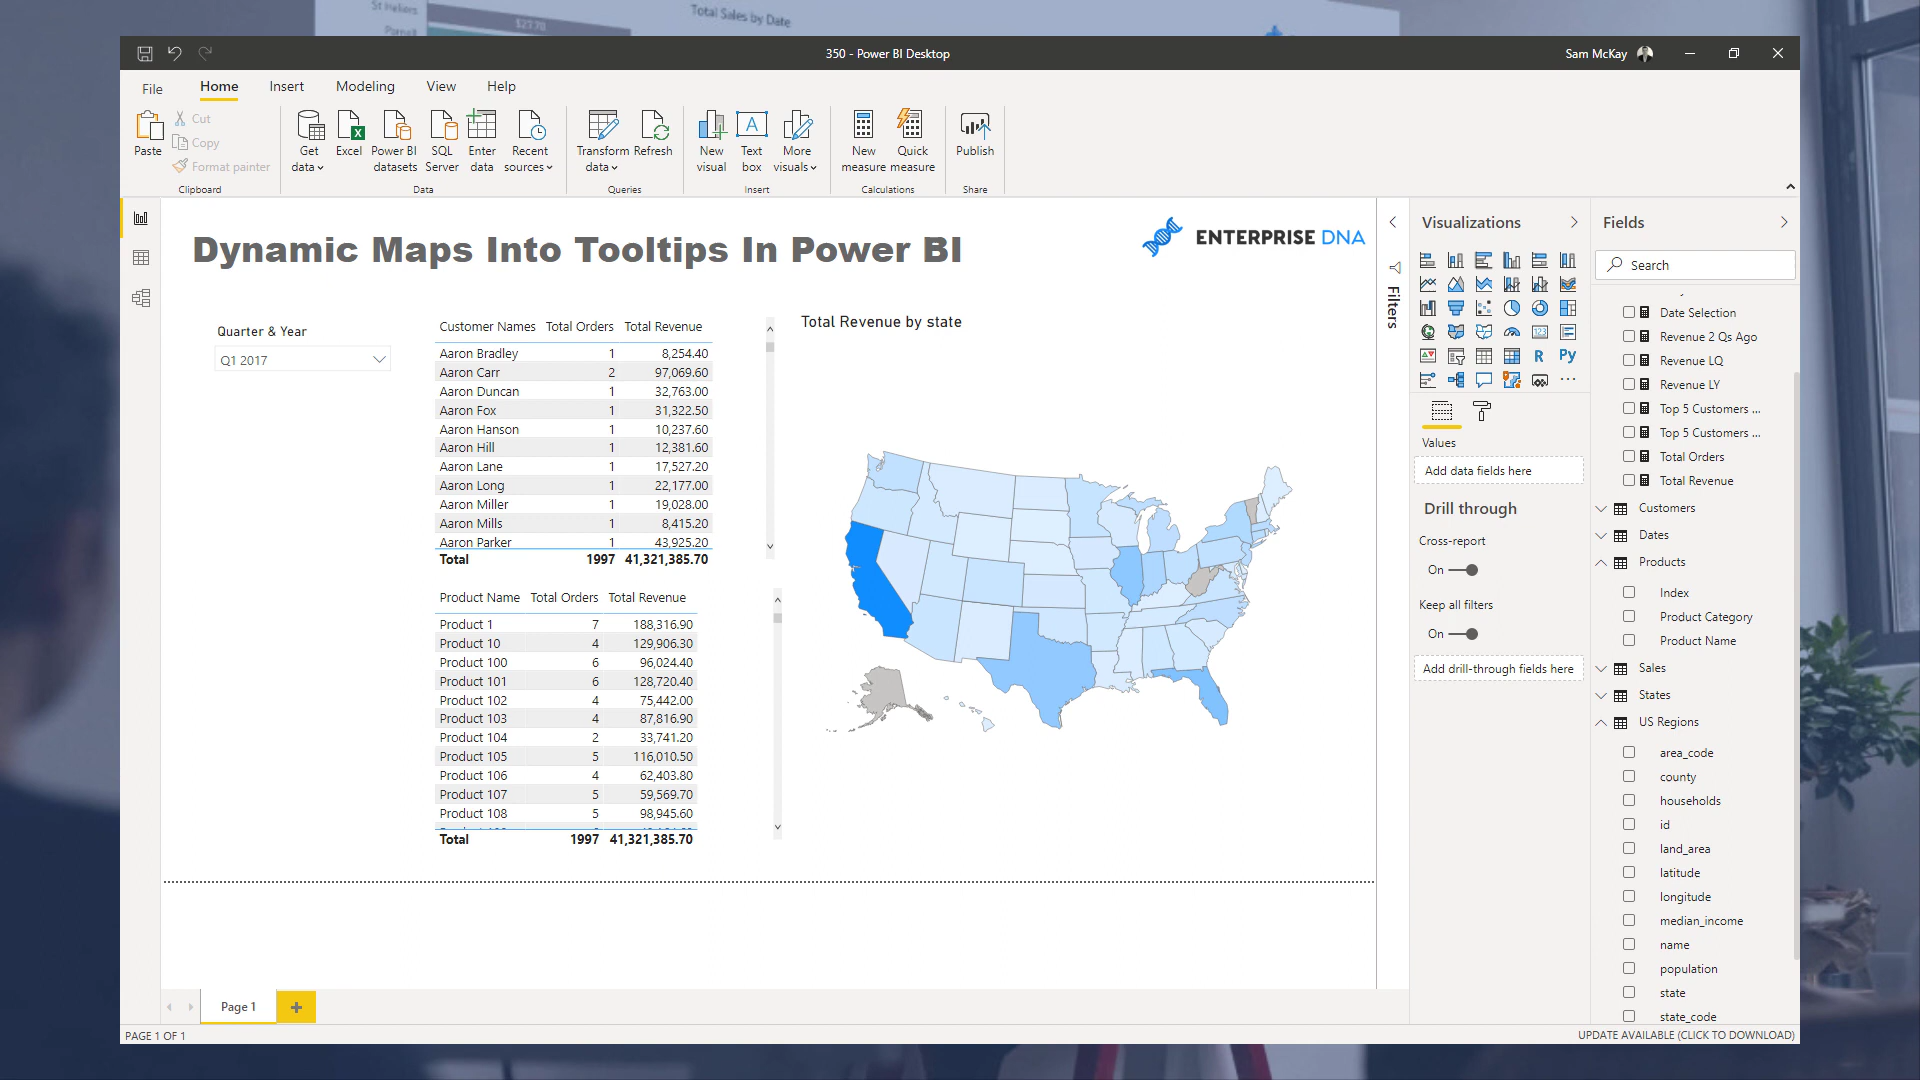 St Heliers
$22.70
Total Sales by Date
Parnell
350 - Power BI Desktop
Sam McKay
File
Home
Insert
Modeling
View
Help
Paste
Cut
Copy
Format painter
Clipboard
Get data
Excel
Power BI datasets
SQL Server
Enter data
Recent sources
Data
Transform data
Refresh
Queries
New visual
A
Text box
More visuals
Insert
New measure
Quick measure
Calculations
Publish
Share
Dynamic Maps Into Tooltips In Power BI
ENTERPRISE DNA
Quarter & Year
Q1 2017
Customer Names Total Orders Total Revenue
Aaron Bradley 1 8,254.40
Aaron Carr 2 97,069.60
Aaron Duncan 1 32,763.00
Aaron Fox 1 31,322.50
Aaron Hanson 1 10,237.60
Aaron Hill 1 12,381.60
Aaron Lane 1 17,527.20
Aaron Long 1 22,177.00
Aaron Miller 1 19,028.00
Aaron Mills 1 8,415.20
Aaron Parker 1 43,925.20
Total 1997 41,321,385.70
Product Name Total Orders Total Revenue
Product 1 7 188,316.90
Product 10 4 129,906.30
Product 100 6 96,024.40
Product 101 6 128,720.40
Product 102 4 75,442.00
Product 103 4 87,816.90
Product 104 2 33,741.20
Product 105 5 116,010.50
Product 106 4 62,403.80
Product 107 5 59,569.70
Product 108 5 98,945.60
Total 1997 41,321,385.70
Total Revenue by state
Filters
Visualizations
123
R
Py
Values
Add data fields here
Drill through
Cross-report
On
Keep all filters
On
Add drill-through fields here
Fields
Search
Date Selection
Revenue 2 Qs Ago
Revenue LQ
Revenue LY
Top 5 Customers ...
Top 5 Customers ...
Total Orders
Total Revenue
Customers
Dates
Products
Index
Product Category
Product Name
Sales
States
US Regions
area_code
county
households
id
land_area
latitude
longitude
median_income
name
population
state
state_code
Page 1
PAGE 1 OF 1
UPDATE AVAILABLE (CLICK TO DOWNLOAD)